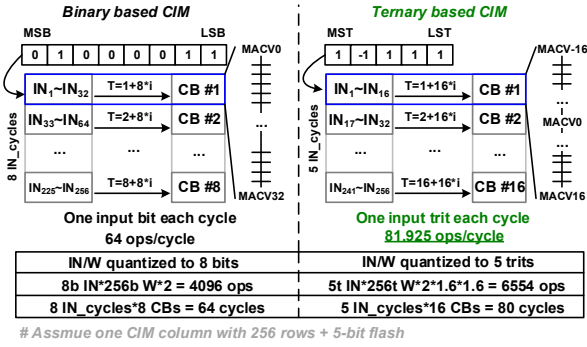 Binary based CIM
MSB LSB
0 1 0 0 0 0 0 1
8 IN_cycles
IN1~IN32 T=1+8*i CB #1
IN33~IN64 T=2+8*i CB #2
... ... ...
IN225~IN256 T=8+8*i CB #8
MACV0
...
MACV32
One input bit each cycle
64 ops/cycle
Ternary based CIM
MST LST
1 -1 1 1 1
5 IN_cycles
IN1~IN16 T=1+16*i CB #1
IN17~IN32 T=2+16*i CB #2
... ... ...
IN241~IN256 T=16+16*i CB #16
MACV-16
...
MACV0
...
MACV16
One input trit each cycle
81.925 ops/cycle
IN/W quantized to 8 bits IN/W quantized to 5 trits
8b IN*256b W*2 = 4096 ops 5t IN*256t W*2*1.6*1.6 = 6554 ops
8 IN_cycles*8 CBs = 64 cycles 5 IN_cycles*16 CBs = 80 cycles
# Assmue one CIM column with 256 rows + 5-bit flash